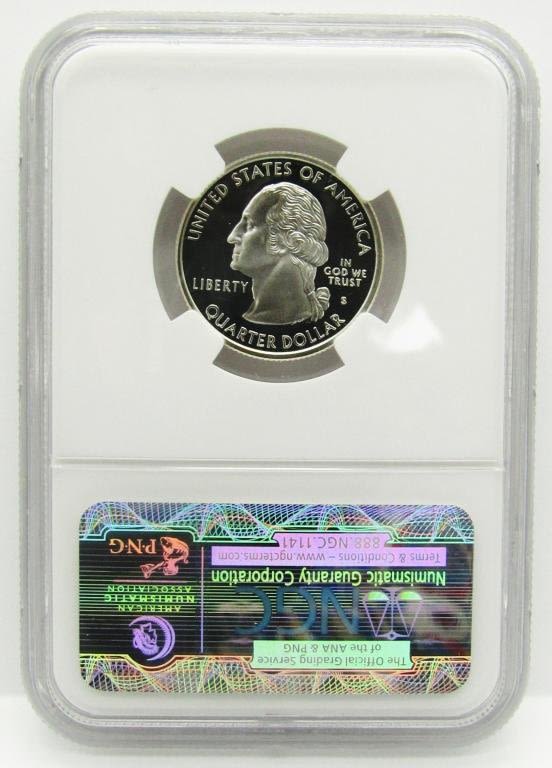 UNITED STATES OF AMERICA
LIBERTY
IN
GOD WE
TRUST
S
QUARTER DOLLAR
P·N·G
888.NGC.1141
Terms & Conditions – www.ngcterms.com
Numismatic Guaranty Corporation
NGC
The Official Grading Service
of the ANA & PNG
AMERICAN
NUMISMATIC
ASSOCIATION